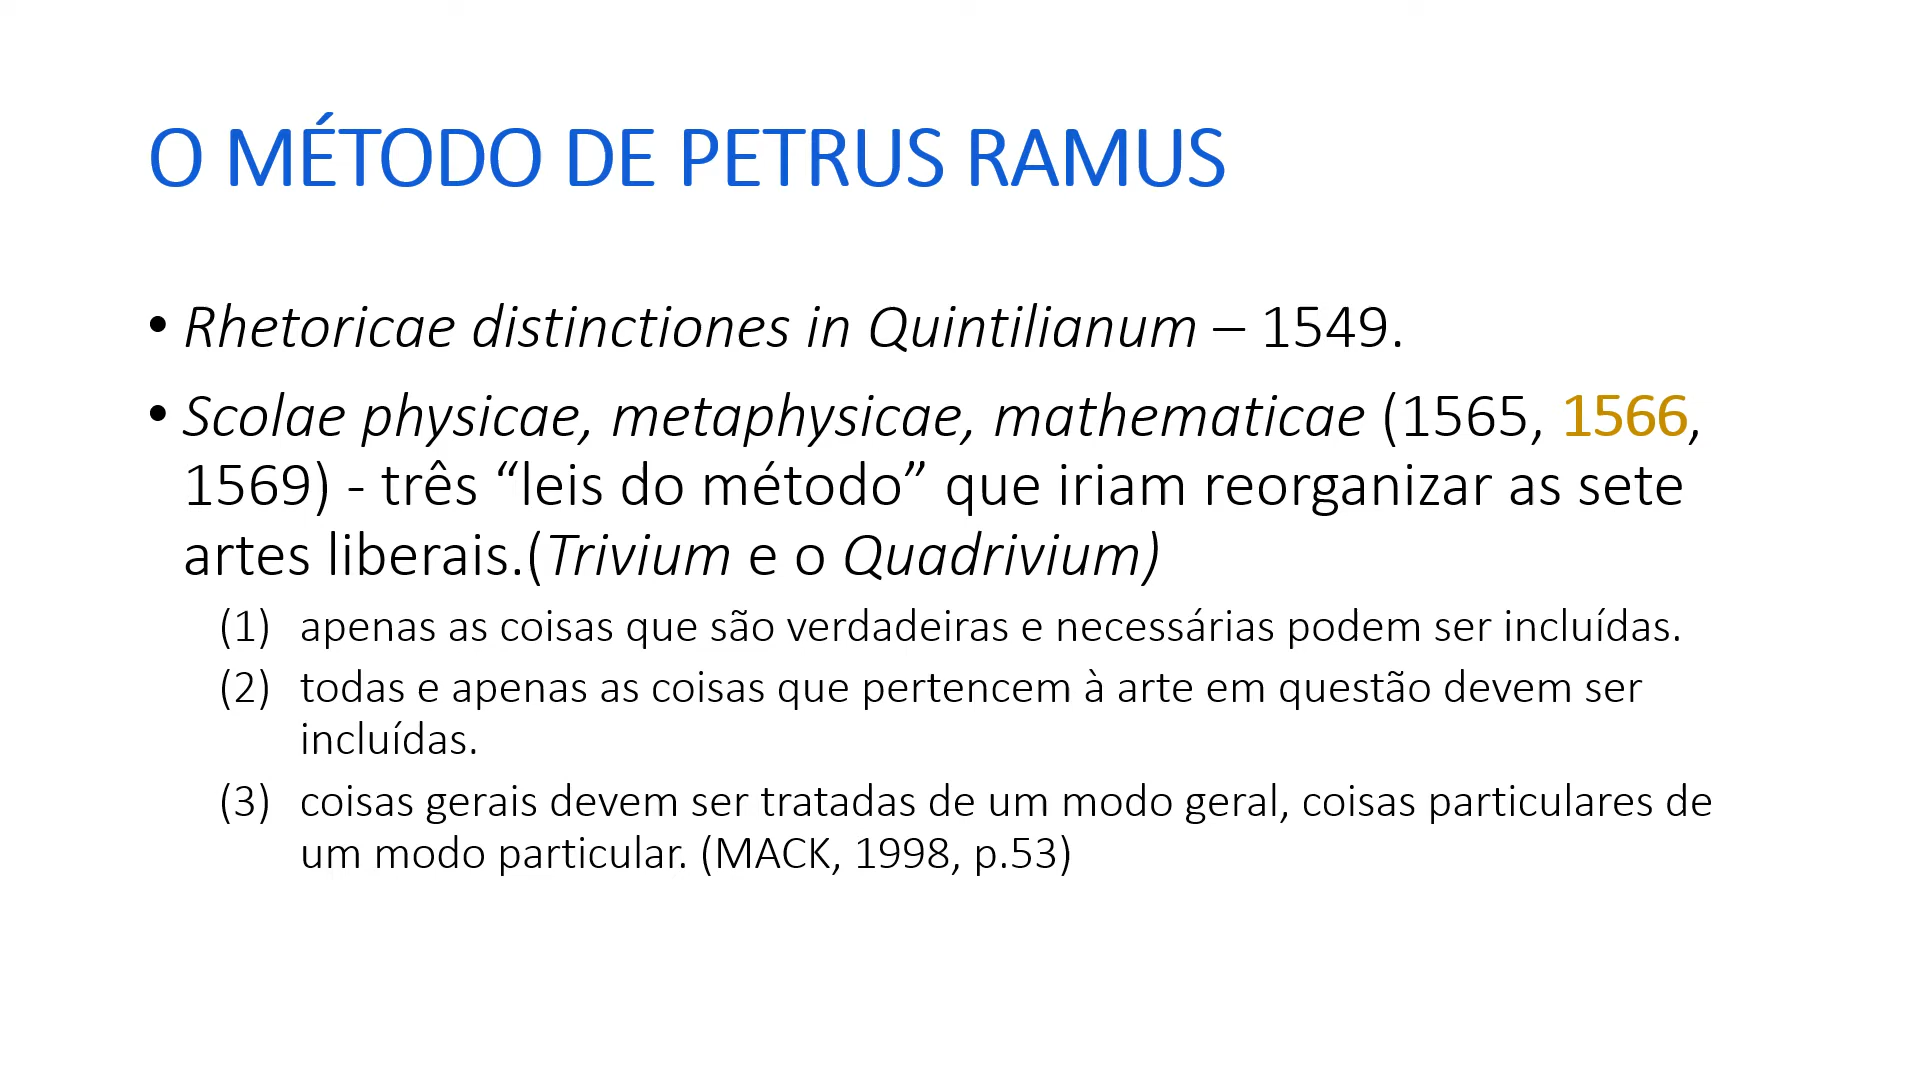 O MÉTODO DE PETRUS RAMUS
• Rhetoricae distinctiones in Quintilianum – 1549.
• Scolae physicae, metaphysicae, mathematicae (1565, 1566,
1569) - três “leis do método” que iriam reorganizar as sete
artes liberais.(Trivium e o Quadrivium)
(1) apenas as coisas que são verdadeiras e necessárias podem ser incluídas.
(2) todas e apenas as coisas que pertencem à arte em questão devem ser
incluídas.
(3) coisas gerais devem ser tratadas de um modo geral, coisas particulares de
um modo particular. (MACK, 1998, p.53)